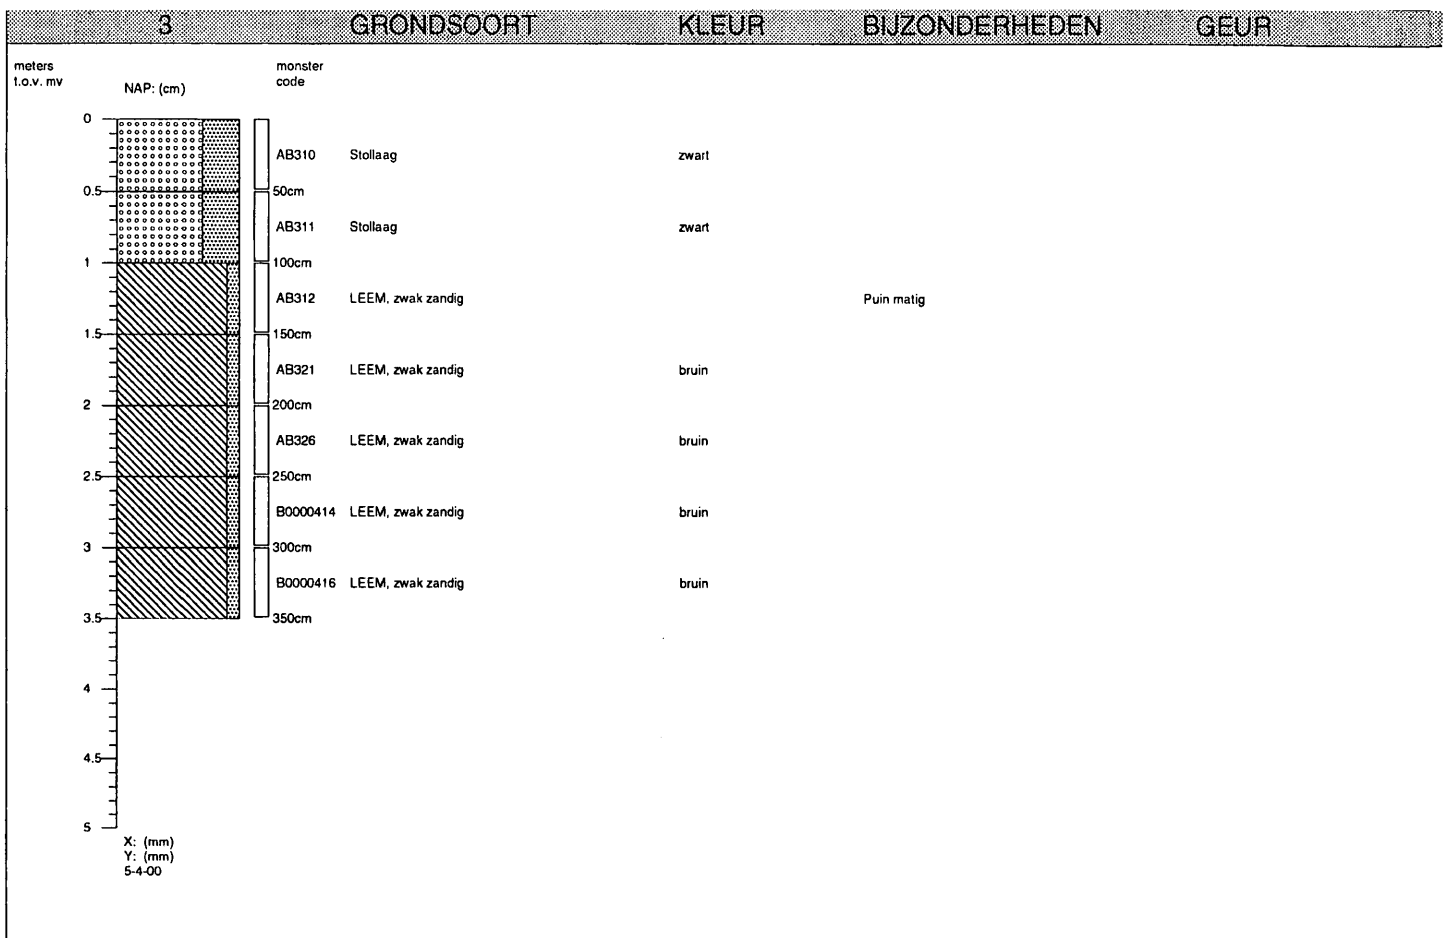 3 GRONDSOORT KLEUR BIJZONDERHEDEN GEUR
meters
t.o.v. mv
NAP: (cm)
monster
code
0
AB310 Stollaag zwart
0.5 50cm
AB311 Stollaag zwart
1 100cm
AB312 LEEM, zwak zandig Puin matig
1.5 150cm
AB321 LEEM, zwak zandig bruin
2 200cm
AB326 LEEM, zwak zandig bruin
2.5 250cm
B0000414 LEEM, zwak zandig bruin
3 300cm
B0000416 LEEM, zwak zandig bruin
3.5 350cm
4
4.5
5
X: (mm)
Y: (mm)
5-4-00